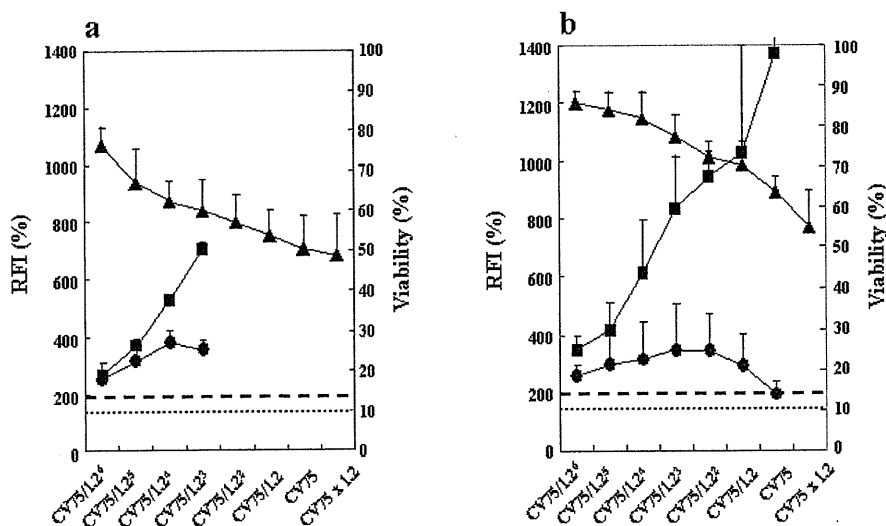 a
1400
1200
1000
800
600
400
200
0
RFI (%)
100
90
80
70
60
50
40
30
20
10
0
Viability (%)
CV75/1.2⁶
CV75/1.2⁵
CV75/1.2⁴
CV75/1.2³
CV75/1.2²
CV75/1.2
CV75
CV75 x 1.2
b
1400
1200
1000
800
600
400
200
0
RFI (%)
100
90
80
70
60
50
40
30
20
10
0
Viability (%)
CV75/1.2⁶
CV75/1.2⁵
CV75/1.2⁴
CV75/1.2³
CV75/1.2²
CV75/1.2
CV75
CV75 x 1.2